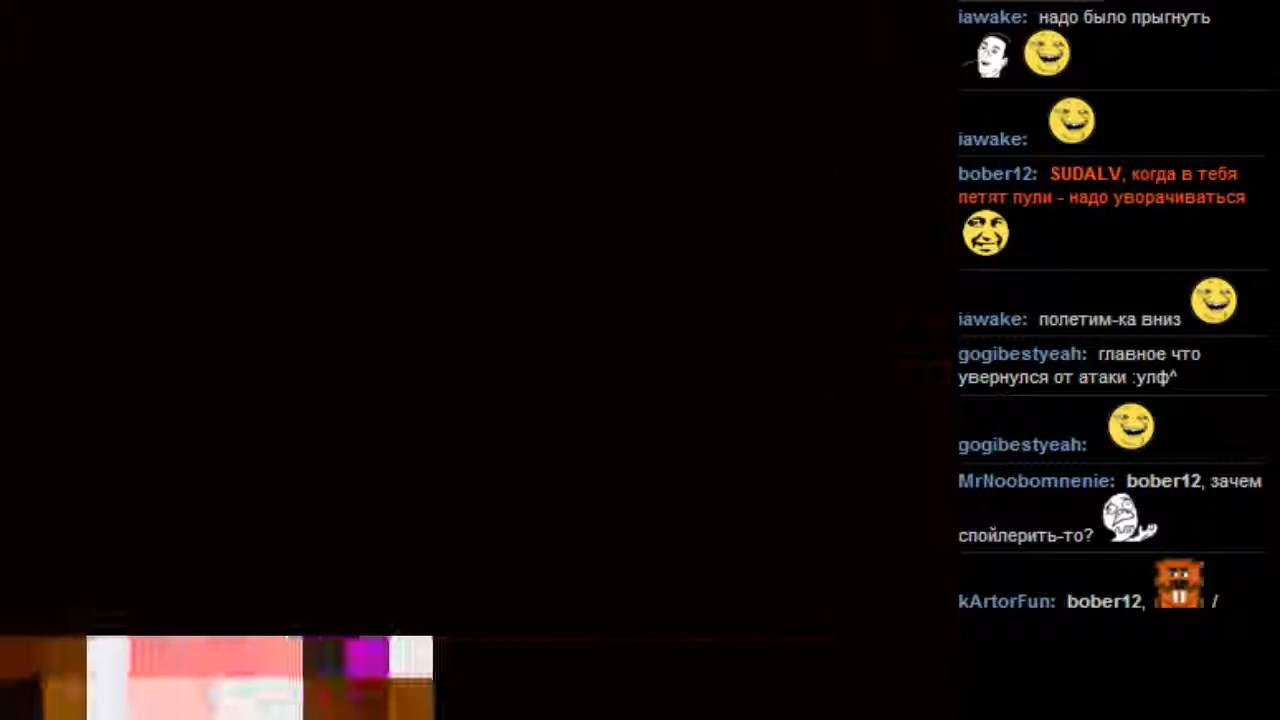 iawake: надо было прыгнуть
iawake:
bober12: SUDALV, когда в тебя
летят пули - надо уворачиваться
iawake: полетим-ка вниз
gogibestyeah: главное что
увернулся от атаки :улф^
gogibestyeah:
MrNoobomnenie: bober12, зачем
спойлерить-то?
kArtorFun: bober12, /